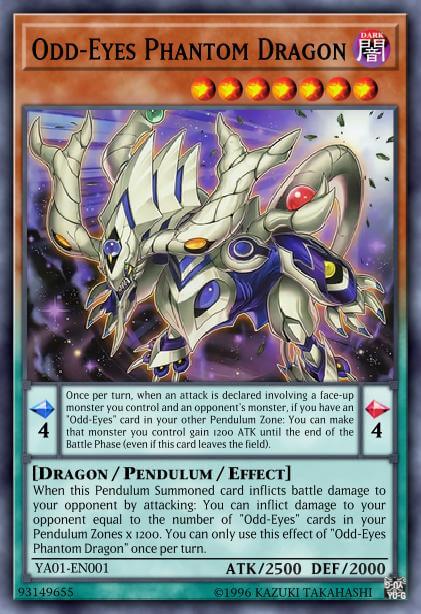 ODD-EYES PHANTOM DRAGON
DARK
闇
Once per turn, when an attack is declared involving a face-up
monster you control and an opponent's monster, if you have an
"Odd-Eyes" card in your other Pendulum Zone: You can make
that monster you control gain 1200 ATK until the end of the
Battle Phase (even if this card leaves the field).
4
4
[DRAGON / PENDULUM / EFFECT]
When this Pendulum Summoned card inflicts battle damage to
your opponent by attacking: You can inflict damage to your
opponent equal to the number of "Odd-Eyes" cards in your
Pendulum Zones x 1200. You can only use this effect of "Odd-Eyes
Phantom Dragon" once per turn.
YA01-EN001
ATK/2500 DEF/2000
93149655
©1996 KAZUKI TAKAHASHI